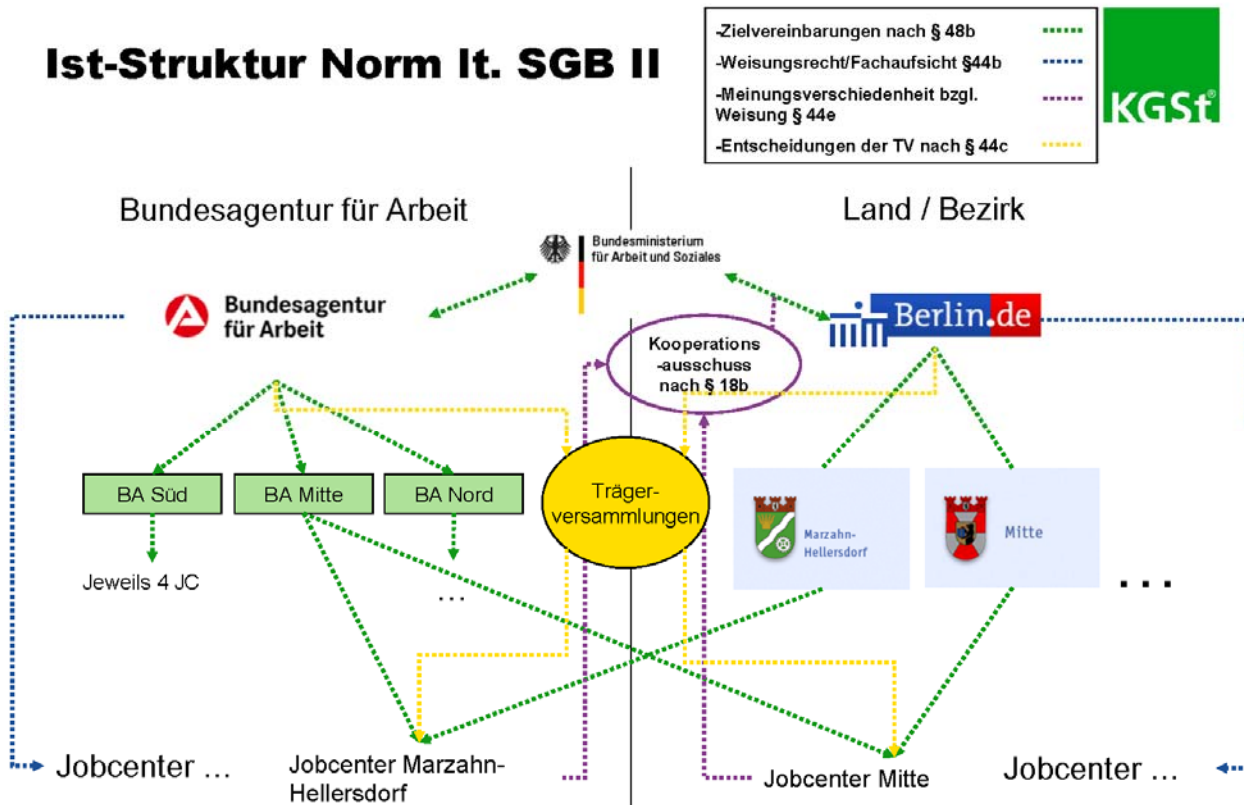 Ist-Struktur Norm lt. SGB II
-Zielvereinbarungen nach § 48b
-Weisungsrecht/Fachaufsicht §44b
-Meinungsverschiedenheit bzgl.
Weisung § 44e
-Entscheidungen der TV nach § 44c
KGSt®
Bundesagentur für Arbeit
Land / Bezirk
Bundesministerium
für Arbeit und Soziales
Bundesagentur
für Arbeit
Berlin.de
Kooperations
-ausschuss
nach § 18b
BA Süd
BA Mitte
BA Nord
Träger-
versammlungen
Marzahn-
Hellersdorf
Mitte
Jeweils 4 JC
...
...
Jobcenter ...
Jobcenter Marzahn-
Hellersdorf
Jobcenter Mitte
Jobcenter ...